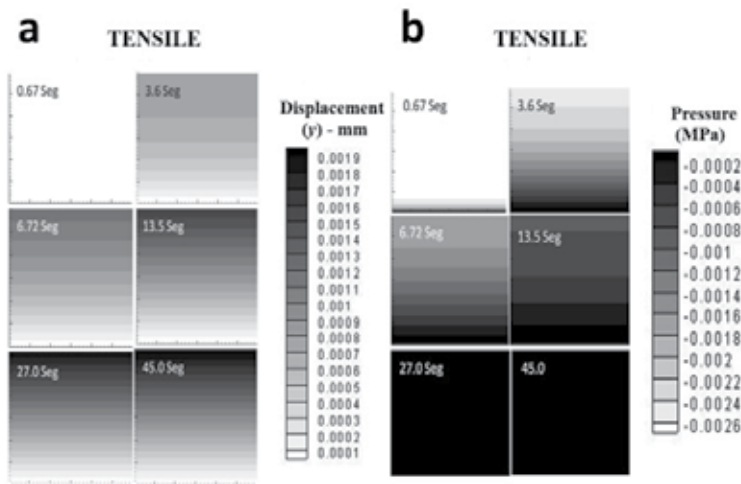 a
TENSILE
0.67 Seg
3.6 Seg
6.72 Seg
13.5 Seg
27.0 Seg
45.0 Seg
Displacement
(y) - mm
0.0019
0.0018
0.0017
0.0016
0.0015
0.0014
0.0013
0.0012
0.0011
0.001
0.0009
0.0008
0.0007
0.0006
0.0005
0.0004
0.0003
0.0002
0.0001
b
TENSILE
0.67 Seg
3.6 Seg
6.72 Seg
13.5 Seg
27.0 Seg
45.0
Pressure
(MPa)
-0.0002
-0.0004
-0.0006
-0.0008
-0.001
-0.0012
-0.0014
-0.0016
-0.0018
-0.002
-0.0022
-0.0024
-0.0026